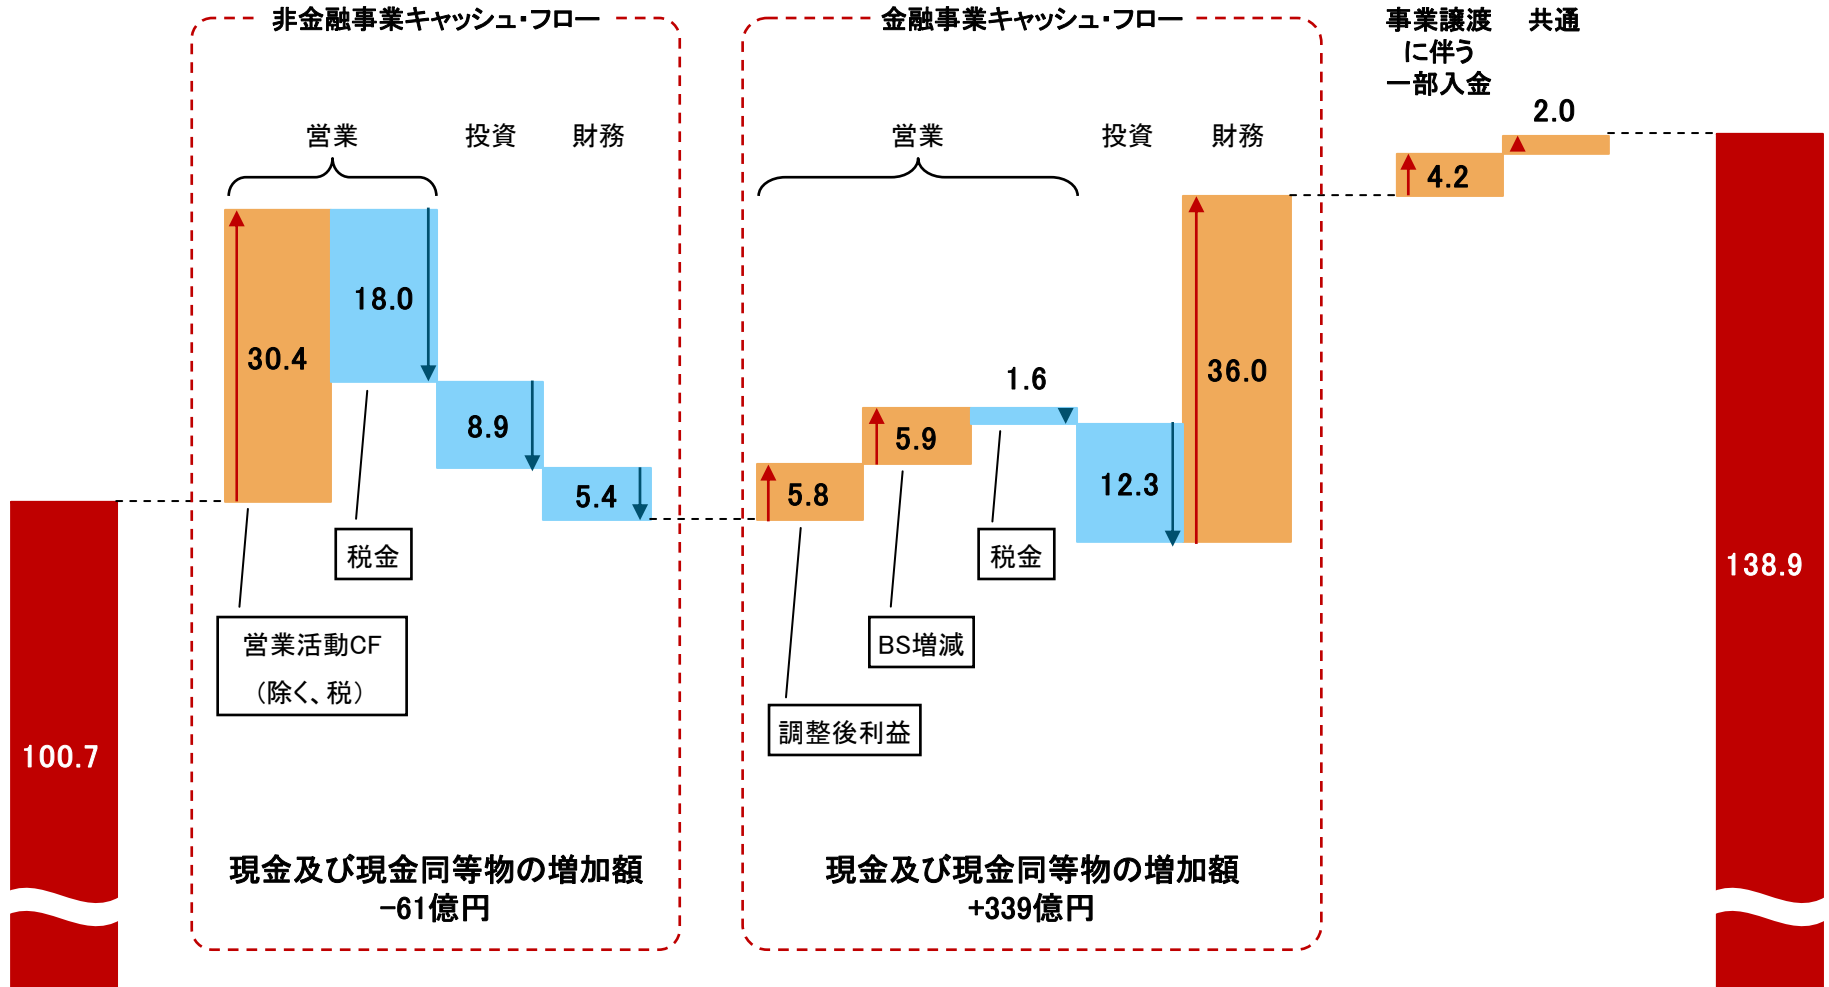 非金融事業キャッシュ・フロー
金融事業キャッシュ・フロー
事業譲渡
に伴う
一部入金
共通
営業
投資
財務
営業
投資
財務
100.7
30.4
18.0
8.9
5.4
5.8
5.9
1.6
12.3
36.0
4.2
2.0
138.9
税金
営業活動CF
（除く、税）
税金
BS増減
調整後利益
現金及び現金同等物の増加額
−61億円
現金及び現金同等物の増加額
+339億円